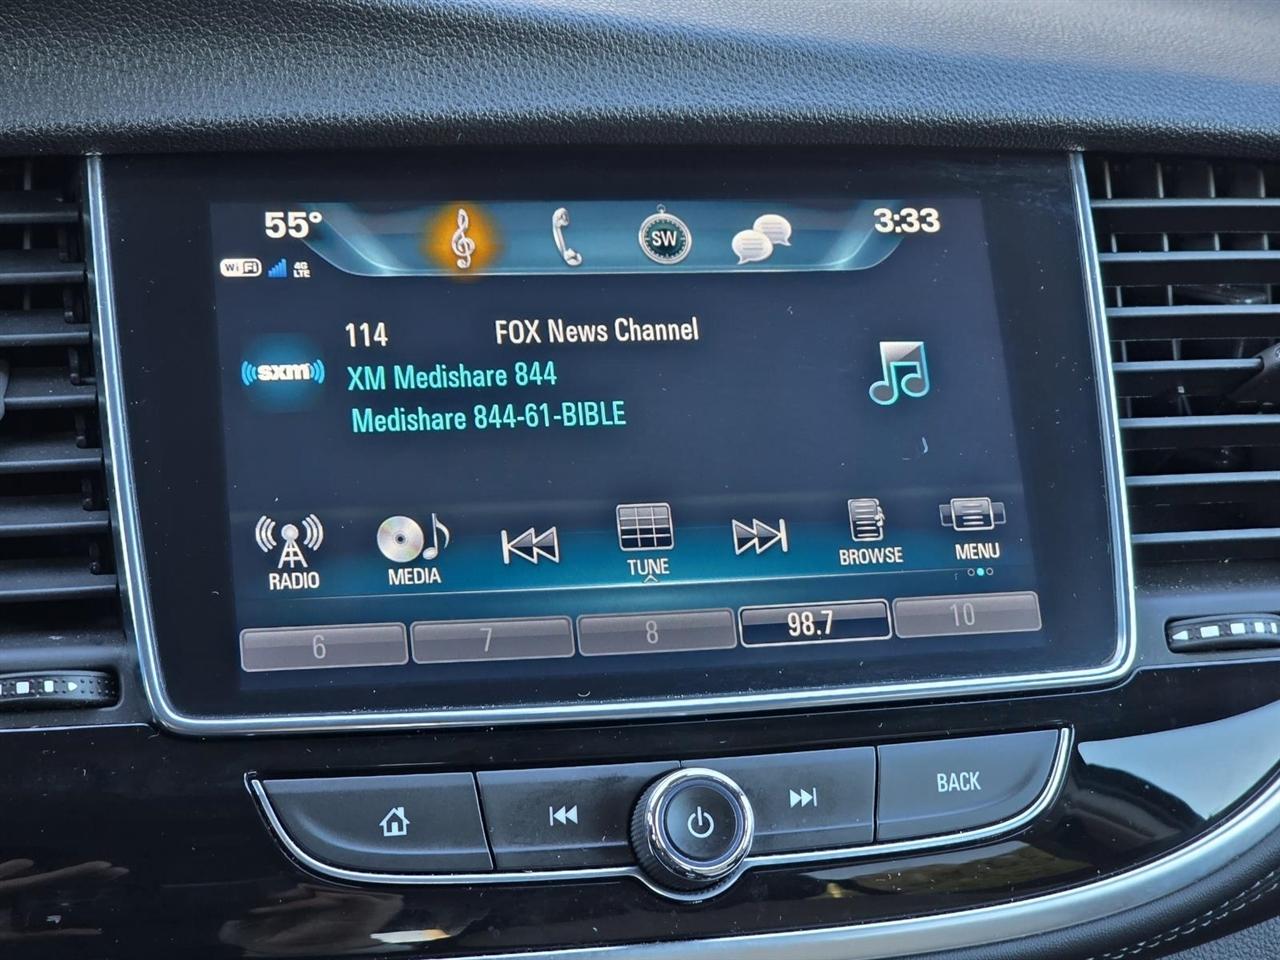 55°
SW
3:33
WiFi
4G
LTE
114 FOX News Channel
sxm
XM Medishare 844
Medishare 844-61-BIBLE
RADIO
MEDIA
TUNE
BROWSE
MENU
6 7 8 98.7 10
BACK